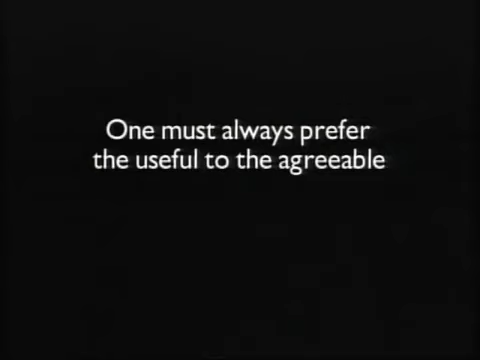 One must always prefer
the useful to the agreeable